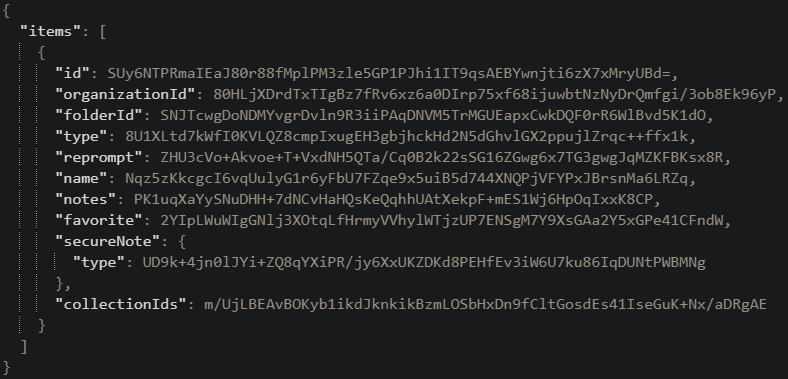 {
"items": [
{
"id": SUy6NTPRmaIEaJ80r88fMplPM3zle5GP1PJhi1IT9qsAEBYwnjti6zX7xMryUBd=,
"organizationId": 80HLjXDrdTxTIgBz7fRv6xz6a0DIrp75xf68ijuwbtNzNyDrQmfgi/3ob8Ek96yP,
"folderId": SNJTcwgDoNDMYvgrDvln9R3iiPAqDNVM5TrMGUEapxCwkDQF0rR6WlBvd5K1dO,
"type": 8U1XLtd7kWfI0KVLQZ8cmpIxugEH3gbjhckHd2N5dGhvlGX2ppujlZrqc++ffx1k,
"reprompt": ZHU3cVo+Akvoe+T+VxdNH5QTa/Cq0B2k22sSG16ZGwg6x7TG3gwgJqMZKFBKsx8R,
"name": Nqz5zKkcgcI6vqUulyG1r6yFbU7FZqe9x5uiB5d744XNQPjVFYPxJBrsnMa6LRZq,
"notes": PK1uqXaYySNuDHH+7dNCvHaHQsKeQqhhUAtXekpF+mES1Wj6HpOqIxxK8CP,
"favorite": 2YIpLWuWIgGNlj3XOtqLfHrmyVVhylWTjzUP7ENSgM7Y9XsGAa2Y5xGPe41CFndW,
"secureNote": {
"type": UD9k+4jn0lJYi+ZQ8qYXiPR/jy6XxUKZDKd8PEHfEv3iW6U7ku86IqDUNtPWBMNg
},
"collectionIds": m/UjLBEAvBOKyb1ikdJknkikBzmLOSbHxDn9fCltGosdEs41IseGuK+Nx/aDRgAE
}
]
}